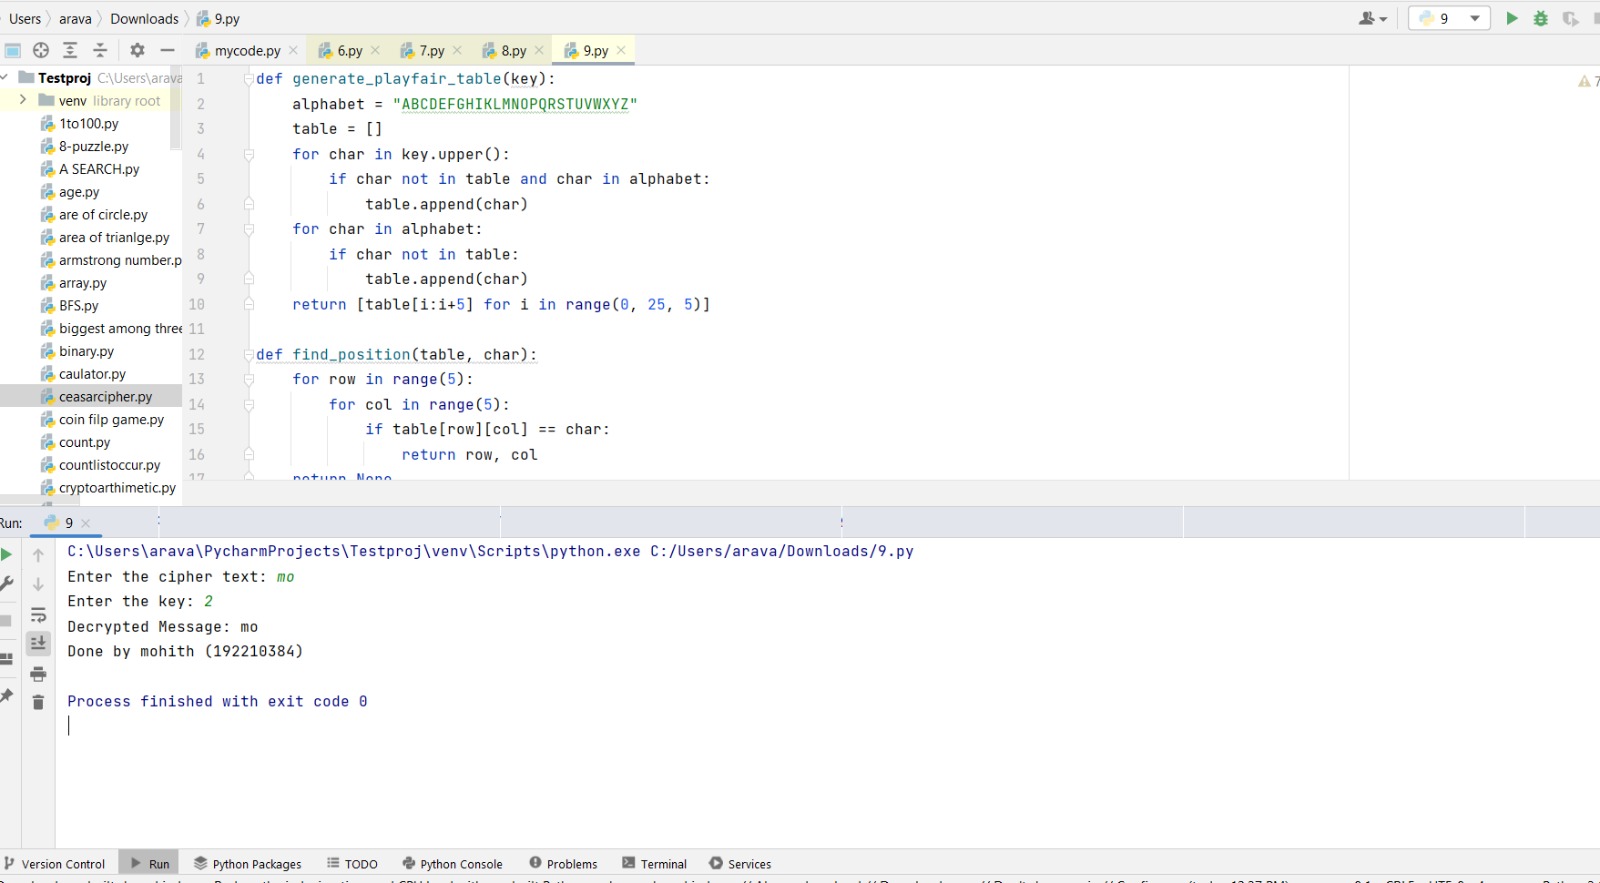 Users
arava
Downloads
9.py
9
mycode.py
6.py
7.py
8.py
9.py
Testproj C:\Users\arava
venv library root
1to100.py
8-puzzle.py
A SEARCH.py
age.py
are of circle.py
area of trianlge.py
armstrong number.p
array.py
BFS.py
biggest among three
binary.py
caulator.py
ceasarcipher.py
coin filp game.py
count.py
countlistoccur.py
cryptoarthimetic.py
1 def generate_playfair_table(key):
2 alphabet = "ABCDEFGHIKLMNOPQRSTUVWXYZ"
3 table = []
4 for char in key.upper():
5 if char not in table and char in alphabet:
6 table.append(char)
7 for char in alphabet:
8 if char not in table:
9 table.append(char)
10 return [table[i:i+5] for i in range(0, 25, 5)]
11
12 def find_position(table, char):
13 for row in range(5):
14 for col in range(5):
15 if table[row][col] == char:
16 return row, col
17 return None
7
Run: 9
C:\Users\arava\PycharmProjects\Testproj\venv\Scripts\python.exe C:/Users/arava/Downloads/9.py
Enter the cipher text: mo
Enter the key: 2
Decrypted Message: mo
Done by mohith (192210384)
Process finished with exit code 0
Version Control
Run
Python Packages
TODO
Python Console
Problems
Terminal
Services